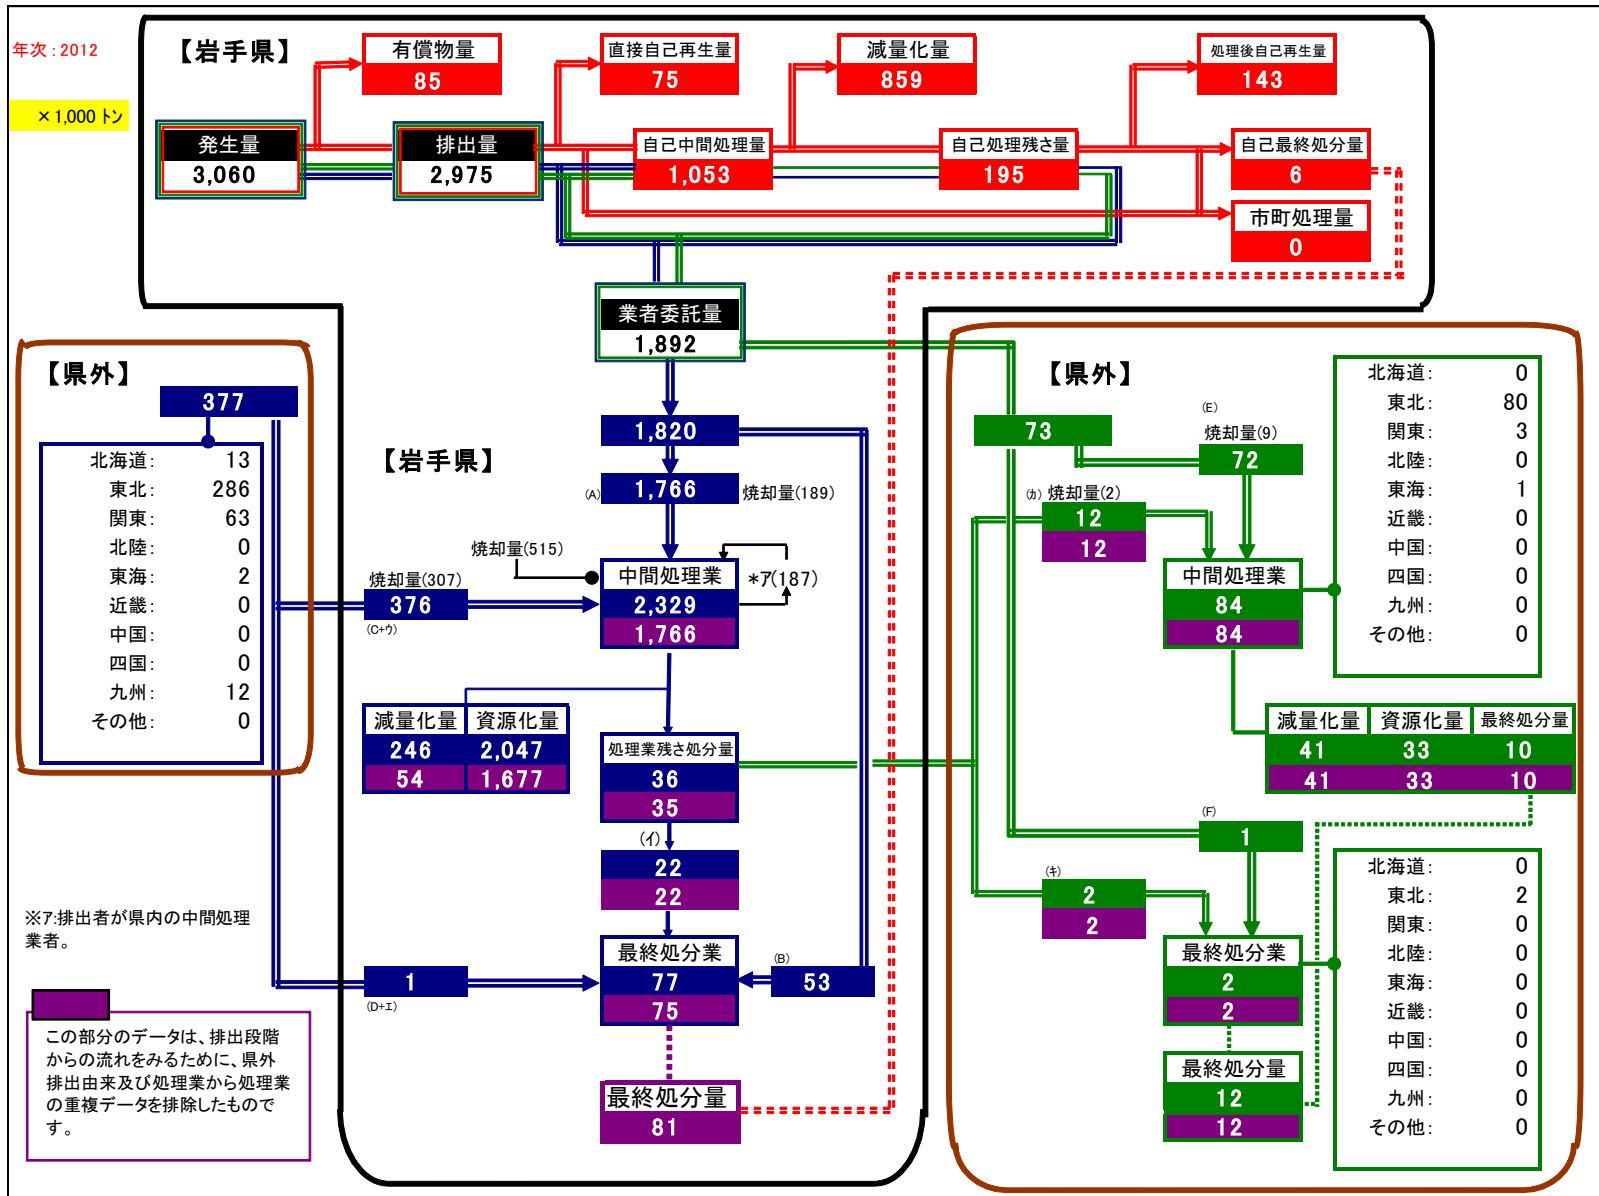 年次：2012
×1,000 トン
【岩手県】
有償物量
85
直接自己再生量
75
減量化量
859
処理後自己再生量
143
発生量
3,060
排出量
2,975
自己中間処理量
1,053
自己処理残さ量
195
自己最終処分量
6
市町処理量
0
業者委託量
1,892
【県外】
377
北海道： 13
東北： 286
関東： 63
北陸： 0
東海： 2
近畿： 0
中国： 0
四国： 0
九州： 12
その他： 0
【岩手県】
1,820
(A)
1,766
焼却量(189)
焼却量(515)
焼却量(307)
376
(C+ウ)
中間処理業
2,329
1,766
*ア(187)
減量化量 資源化量
246 2,047
54 1,677
処理業残さ処分量
36
35
(イ)
22
22
最終処分業
77
75
(B)
53
1
(D+エ)
最終処分量
81
※ア:排出者が県内の中間処理
業者。
この部分のデータは、排出段階
からの流れをみるために、県外
排出由来及び処理業から処理業
の重複データを排除したもので
す。
【県外】
73
(E)
焼却量(9)
72
(カ) 焼却量(2)
12
12
中間処理業
84
84
北海道： 0
東北： 80
関東： 3
北陸： 0
東海： 1
近畿： 0
中国： 0
四国： 0
九州： 0
その他： 0
減量化量 資源化量 最終処分量
41 33 10
41 33 10
(F)
1
(キ)
2
2
最終処分業
2
2
最終処分量
12
12
北海道： 0
東北： 2
関東： 0
北陸： 0
東海： 0
近畿： 0
中国： 0
四国： 0
九州： 0
その他： 0